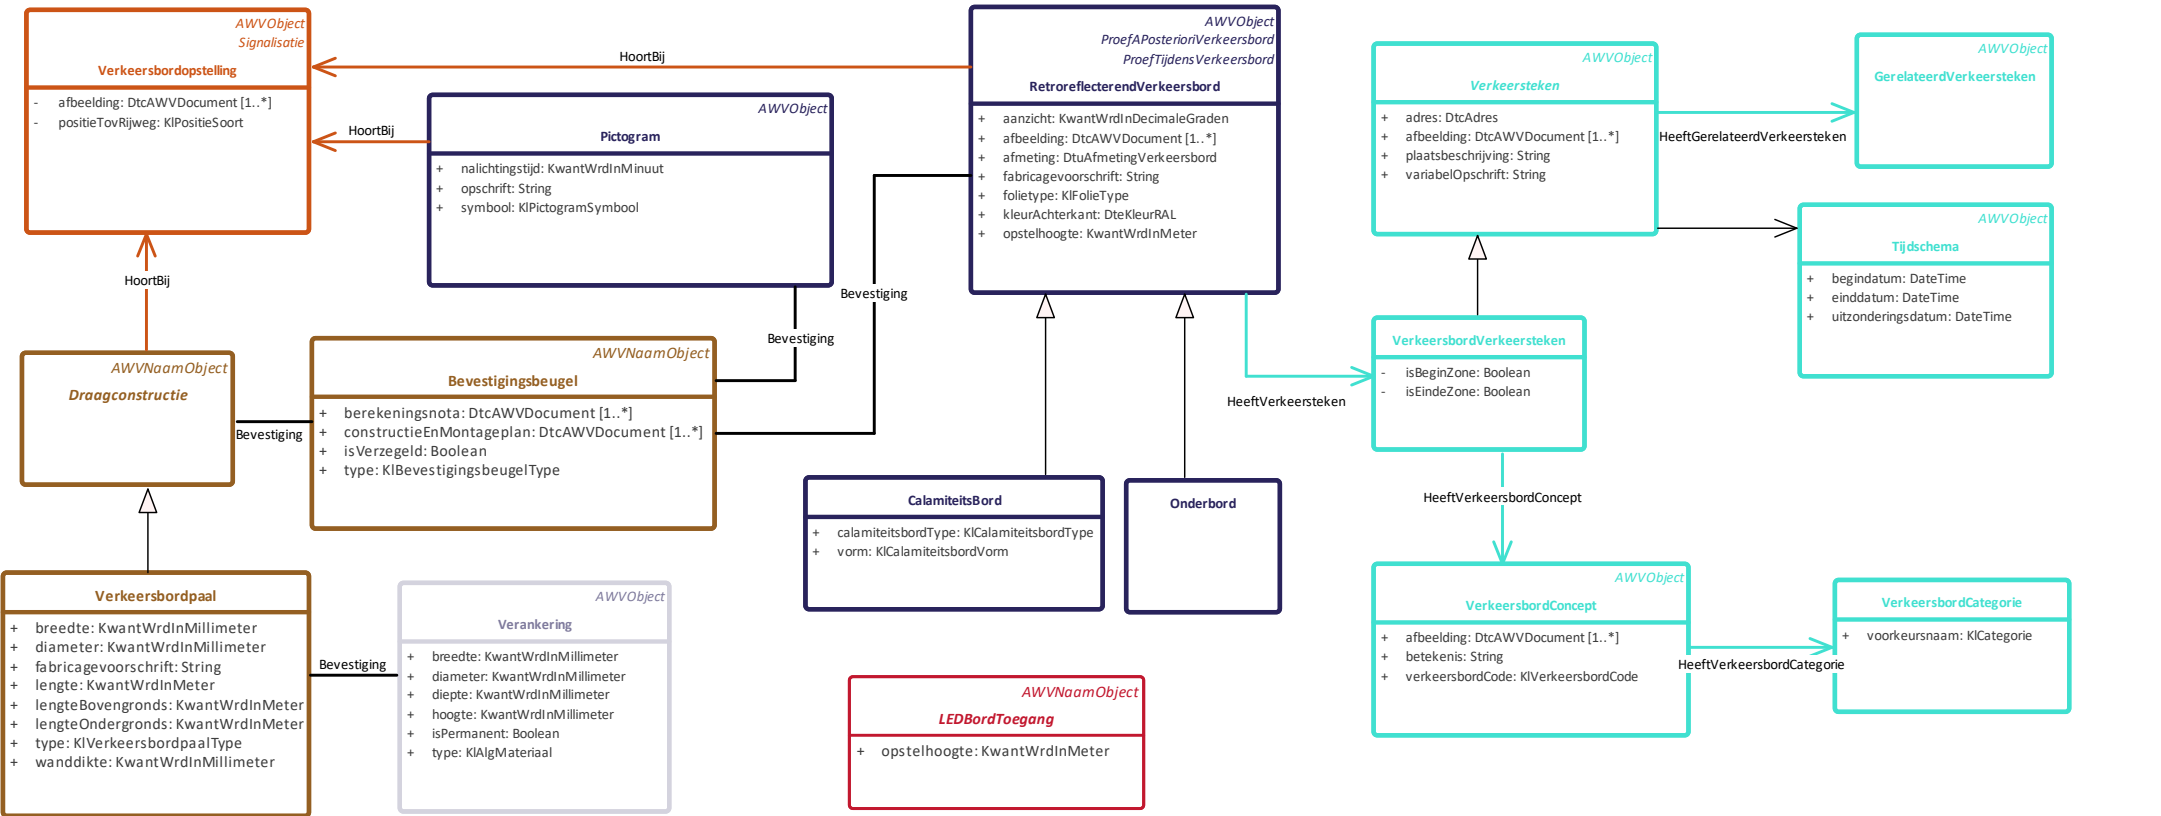 AWVObject
Signalisatie
Verkeersbordopstelling
- afbeelding: DtcAWVDocument [1..*]
- positieTovRijweg: KlPositieSoort
HoortBij
HoortBij
HoortBij
AWVObject
Pictogram
+ nalichtingstijd: KwantWrdInMinuut
+ opschrift: String
+ symbool: KlPictogramSymbool
AWVObject
ProefAPosterioriVerkeersbord
ProefTijdensVerkeersbord
RetroreflecterendVerkeersbord
+ aanzicht: KwantWrdInDecimaleGraden
+ afbeelding: DtcAWVDocument [1..*]
+ afmeting: DtuAfmetingVerkeersbord
+ fabricagevoorschrift: String
+ folietype: KlFolieType
+ kleurAchterkant: DteKleurRAL
+ opstelhoogte: KwantWrdInMeter
AWVObject
Verkeersteken
+ adres: DtcAdres
+ afbeelding: DtcAWVDocument [1..*]
+ plaatsbeschrijving: String
+ variabelOpschrift: String
HeeftGerelateerdVerkeersteken
AWVObject
GerelateerdVerkeersteken
AWVObject
Tijdschema
+ begindatum: DateTime
+ einddatum: DateTime
+ uitzonderingsdatum: DateTime
Bevestiging
Bevestiging
AWVNaamObject
Draagconstructie
Bevestiging
AWVNaamObject
Bevestigingsbeugel
+ berekeningsnota: DtcAWVDocument [1..*]
+ constructieEnMontageplan: DtcAWVDocument [1..*]
+ isVerzegeld: Boolean
+ type: KlBevestigingsbeugelType
HeeftVerkeersteken
VerkeersbordVerkeersteken
- isBeginZone: Boolean
- isEindeZone: Boolean
HeeftVerkeersbordConcept
CalamiteitsBord
+ calamiteitsbordType: KlCalamiteitsbordType
+ vorm: KlCalamiteitsbordVorm
Onderbord
Verkeersbordpaal
+ breedte: KwantWrdInMillimeter
+ diameter: KwantWrdInMillimeter
+ fabricagevoorschrift: String
+ lengte: KwantWrdInMeter
+ lengteBovengronds: KwantWrdInMeter
+ lengteOndergronds: KwantWrdInMeter
+ type: KlVerkeersbordpaalType
+ wanddikte: KwantWrdInMillimeter
Bevestiging
AWVObject
Verankering
+ breedte: KwantWrdInMillimeter
+ diameter: KwantWrdInMillimeter
+ diepte: KwantWrdInMillimeter
+ hoogte: KwantWrdInMillimeter
+ isPermanent: Boolean
+ type: KlAlgMateriaal
AWVNaamObject
LEDBordToegang
+ opstelhoogte: KwantWrdInMeter
AWVObject
VerkeersbordConcept
+ afbeelding: DtcAWVDocument [1..*]
+ betekenis: String
+ verkeersbordCode: KlVerkeersbordCode
HeeftVerkeersbordCategorie
VerkeersbordCategorie
+ voorkeursnaam: KlCategorie